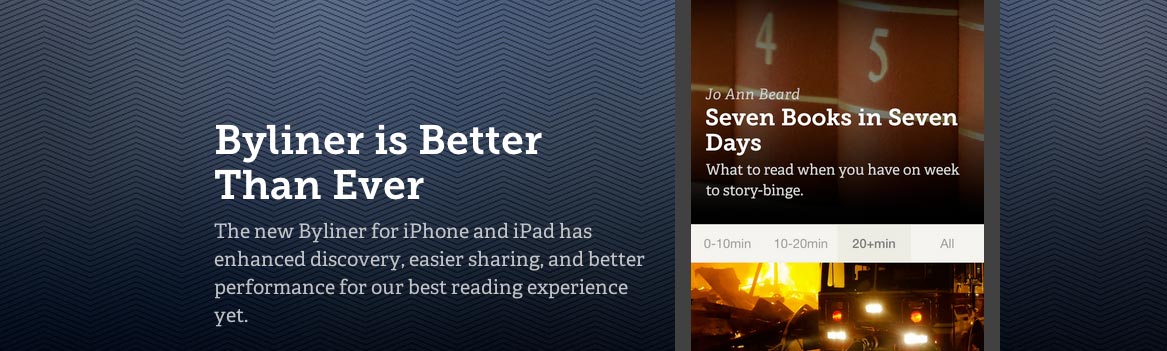 Byliner is Better
Than Ever
The new Byliner for iPhone and iPad has
enhanced discovery, easier sharing, and better
performance for our best reading experience
yet.
4
5
Jo Ann Beard
Seven Books in Seven
Days
What to read when you have on week
to story-binge.
0-10min 10-20min 20+min All